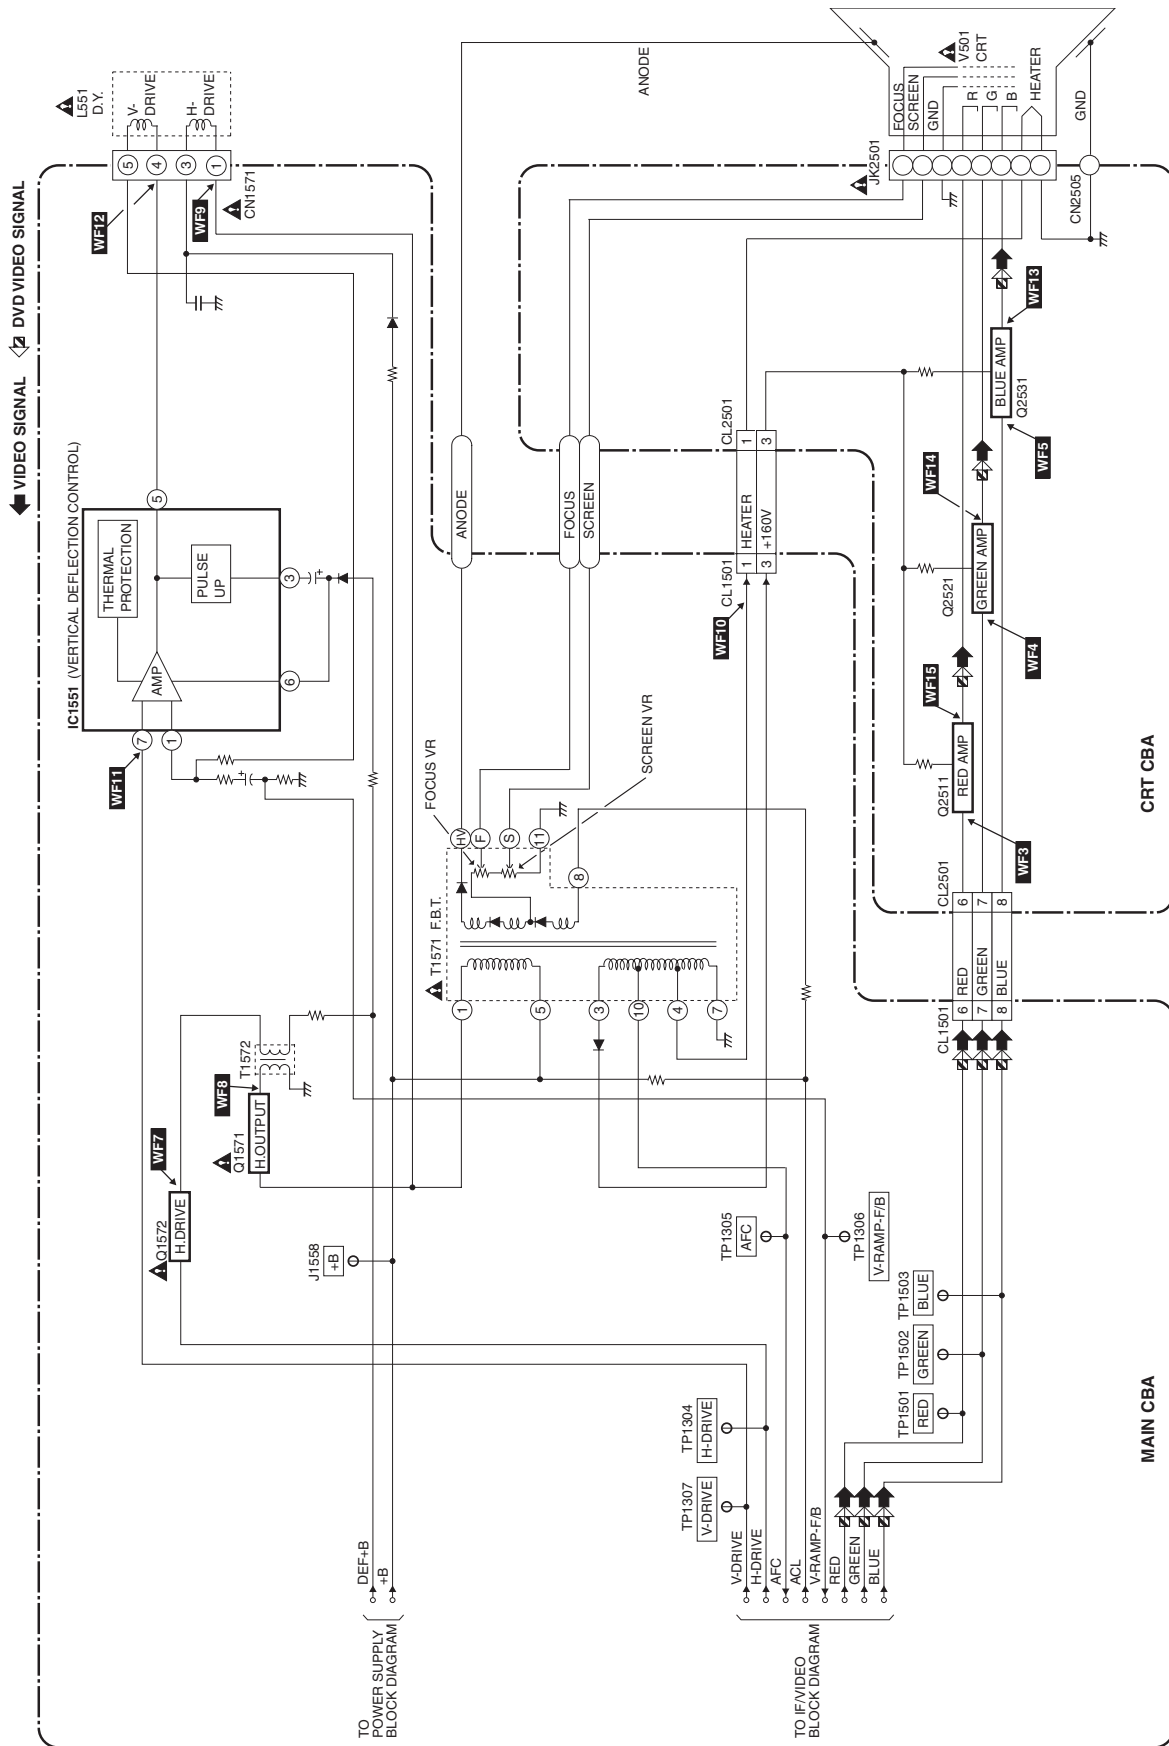 VIDEO SIGNAL
DVD VIDEO SIGNAL
IC1551 (VERTICAL DEFLECTION CONTROL)
THERMAL
PROTECTION
AMP
PULSE
UP
7
1
6
3
5
WF11
WF12
WF9
CN1571
5
4
3
1
L551
D.Y.
V-
DRIVE
H-
DRIVE
Q1572
H.DRIVE
WF7
Q1571
H.OUTPUT
WF8
T1572
J1558
+B
DEF+B
+B
TO
POWER SUPPLY
BLOCK DIAGRAM
T1571 F.B.T.
1
5
3
10
4
7
HV
F
S
11
8
FOCUS VR
SCREEN VR
ANODE
FOCUS
SCREEN
ANODE
CL1501
CL2501
1
HEATER
1
3
+160V
3
WF10
JK2501
FOCUS
SCREEN
GND
R
G
B
HEATER
V501
CRT
GND
CN2505
TP1307
V-DRIVE
TP1304
H-DRIVE
TP1305
AFC
TP1306
V-RAMP-F/B
TP1501
RED
TP1502
GREEN
TP1503
BLUE
V-DRIVE
H-DRIVE
AFC
ACL
V-RAMP-F/B
RED
GREEN
BLUE
TO IF/VIDEO
BLOCK DIAGRAM
CL1501
CL2501
6
RED
6
7
GREEN
7
8
BLUE
8
WF3
Q2511
RED AMP
WF15
WF4
Q2521
GREEN AMP
WF14
WF5
BLUE AMP
Q2531
WF13
MAIN CBA
CRT CBA